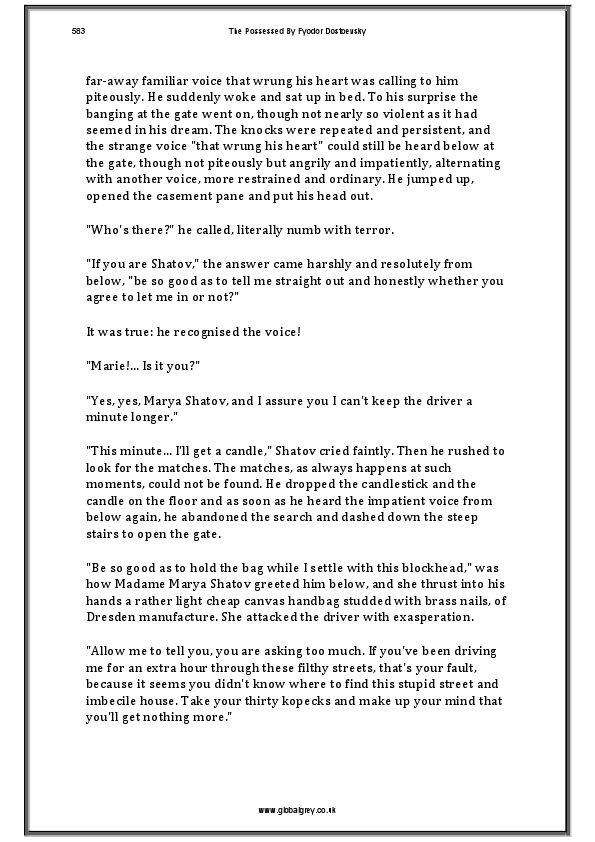 583
The Possessed By Fyodor Dostoevsky
far-away familiar voice that wrung his heart was calling to him
piteously. He suddenly woke and sat up in bed. To his surprise the
banging at the gate went on, though not nearly so violent as it had
seemed in his dream. The knocks were repeated and persistent, and
the strange voice "that wrung his heart" could still be heard below at
the gate, though not piteously but angrily and impatiently, alternating
with another voice, more restrained and ordinary. He jumped up,
opened the casement pane and put his head out.
"Who's there?" he called, literally numb with terror.
"If you are Shatov," the answer came harshly and resolutely from
below, "be so good as to tell me straight out and honestly whether you
agree to let me in or not?"
It was true: he recognised the voice!
"Marie!... Is it you?"
"Yes, yes, Marya Shatov, and I assure you I can't keep the driver a
minute longer."
"This minute... I'll get a candle," Shatov cried faintly. Then he rushed to
look for the matches. The matches, as always happens at such
moments, could not be found. He dropped the candlestick and the
candle on the floor and as soon as he heard the impatient voice from
below again, he abandoned the search and dashed down the steep
stairs to open the gate.
"Be so good as to hold the bag while I settle with this blockhead," was
how Madame Marya Shatov greeted him below, and she thrust into his
hands a rather light cheap canvas handbag studded with brass nails, of
Dresden manufacture. She attacked the driver with exasperation.
"Allow me to tell you, you are asking too much. If you've been driving
me for an extra hour through these filthy streets, that's your fault,
because it seems you didn't know where to find this stupid street and
imbecile house. Take your thirty kopecks and make up your mind that
you'll get nothing more."
www.globalgrey.co.uk